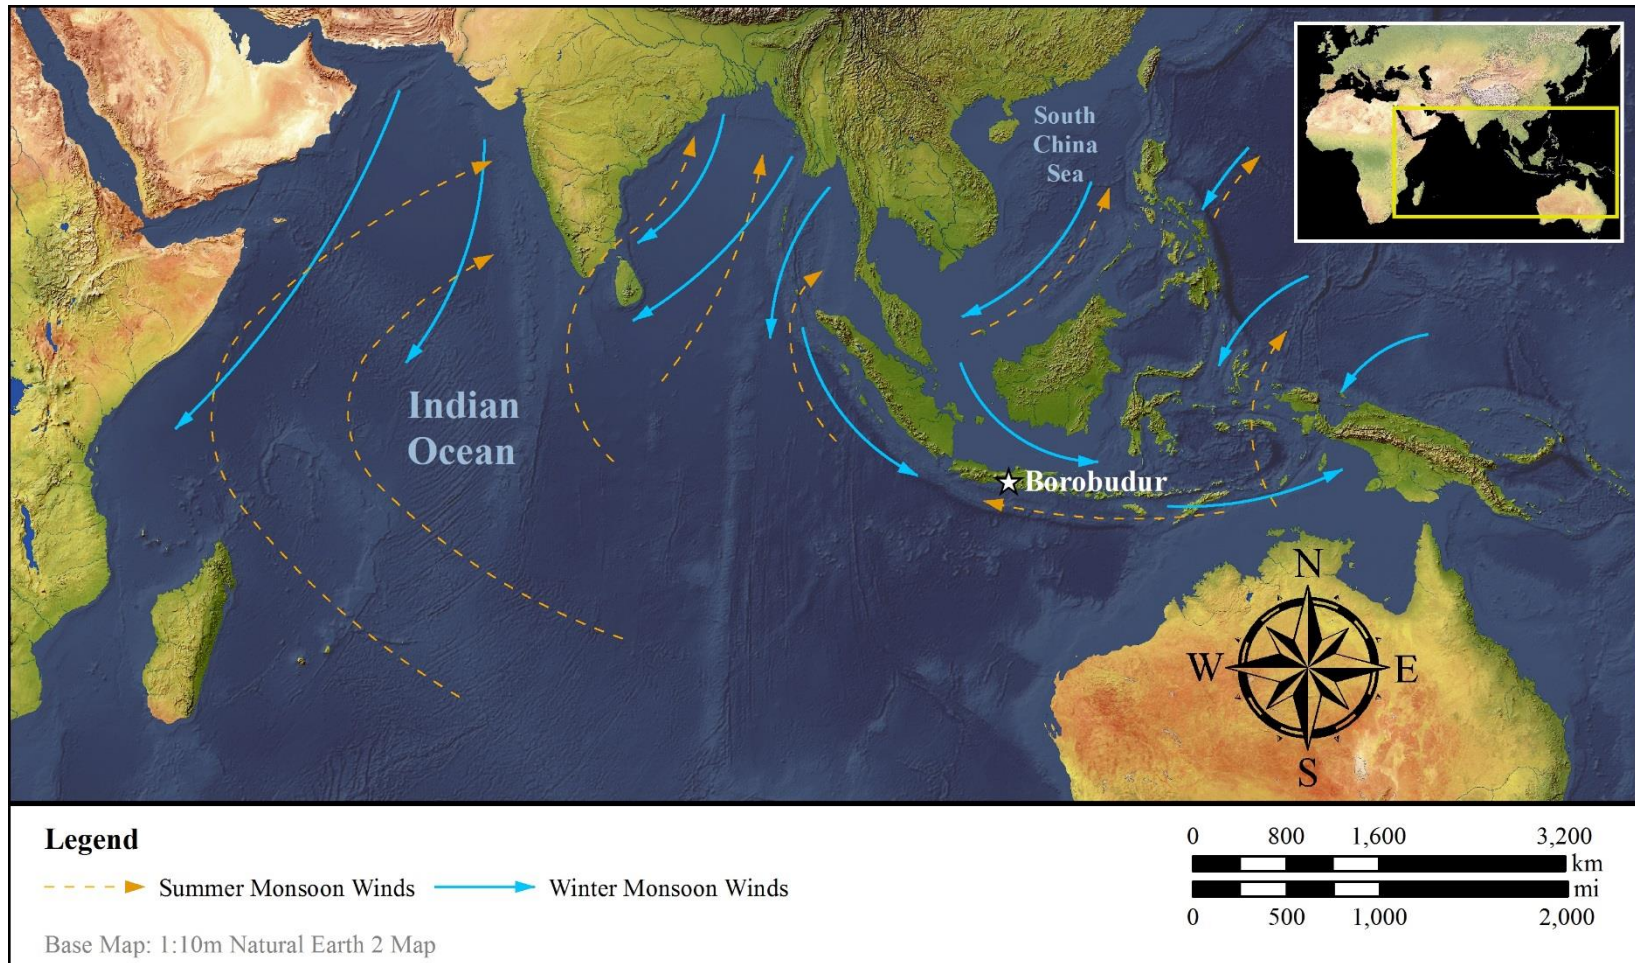 South
China
Sea
Indian
Ocean
Borobudur
N
W
E
S
Legend
Summer Monsoon Winds
Winter Monsoon Winds
Base Map: 1:10m Natural Earth 2 Map
0 800 1,600 3,200
km
mi
0 500 1,000 2,000